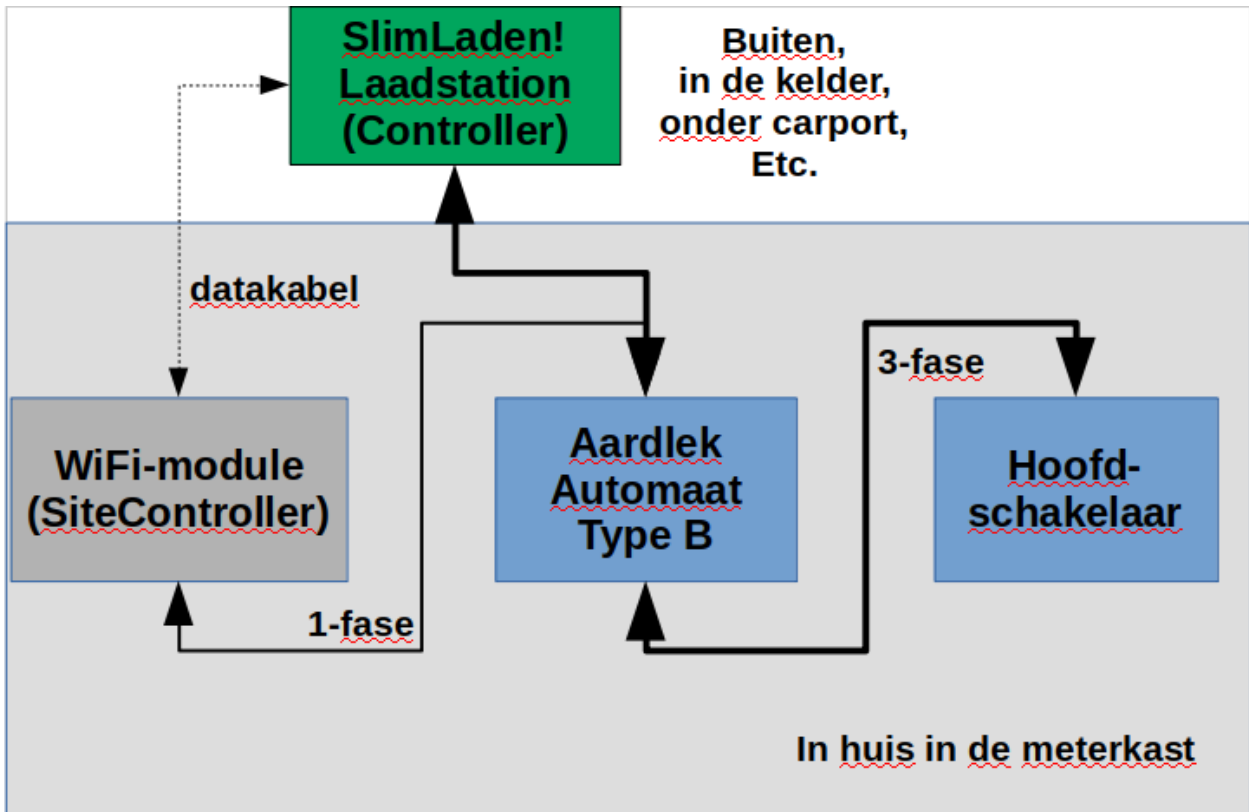 SlimLaden!
Laadstation
(Controller)
Buiten,
in de kelder,
onder carport,
Etc.
datakabel
3-fase
WiFi-module
(SiteController)
Aardlek
Automaat
Type B
Hoofd-
schakelaar
1-fase
In huis in de meterkast